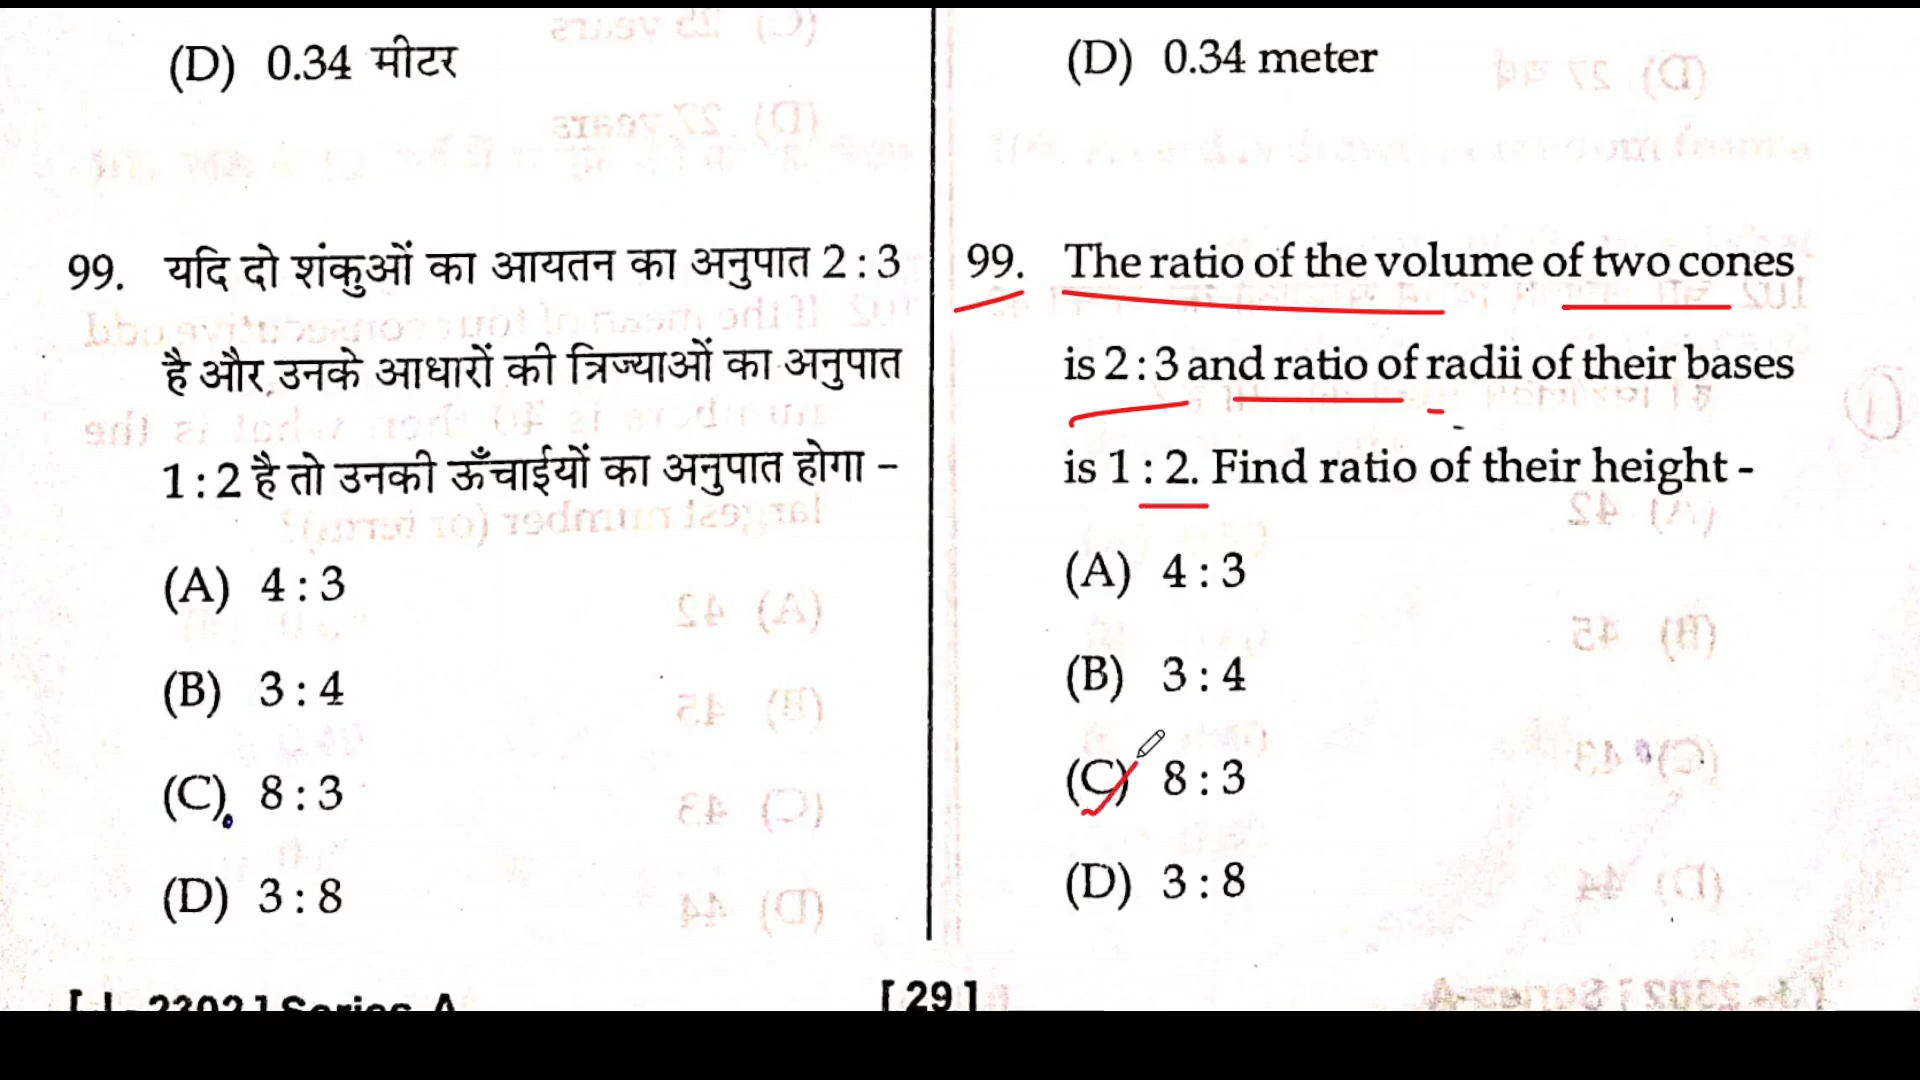 (D) 0.34 मीटर
99. यदि दो शंकुओं का आयतन का अनुपात 2 : 3
है और उनके आधारों की त्रिज्याओं का अनुपात
1 : 2 है तो उनकी ऊँचाईयों का अनुपात होगा –
(A) 4 : 3
(B) 3 : 4
(C) 8 : 3
(D) 3 : 8
(D) 0.34 meter
99. The ratio of the volume of two cones
is 2 : 3 and ratio of radii of their bases
is 1 : 2. Find ratio of their height -
(A) 4 : 3
(B) 3 : 4
(C) 8 : 3
(D) 3 : 8
[ J - 2302 ] Series-A
[ 29 ]